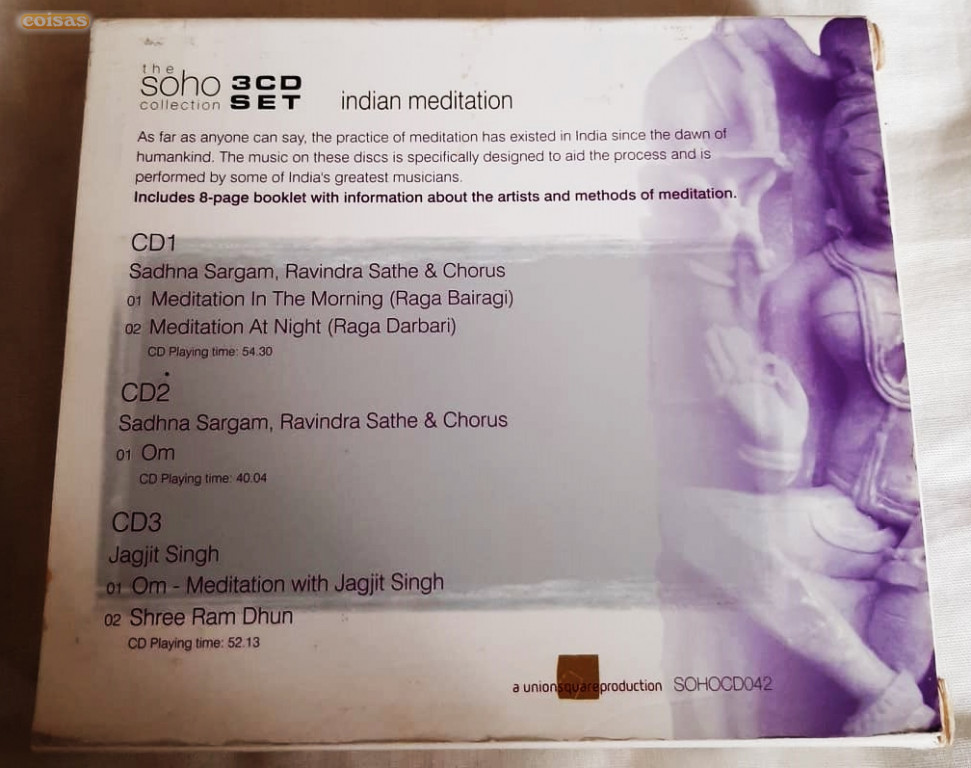 coisas
the
soho
collection
3CD
SET
indian meditation
As far as anyone can say, the practice of meditation has existed in India since the dawn of
humankind. The music on these discs is specifically designed to aid the process and is
performed by some of India's greatest musicians.
Includes 8-page booklet with information about the artists and methods of meditation.
CD1
Sadhna Sargam, Ravindra Sathe & Chorus
01 Meditation In The Morning (Raga Bairagi)
02 Meditation At Night (Raga Darbari)
CD Playing time: 54.30
CD2
Sadhna Sargam, Ravindra Sathe & Chorus
01 Om
CD Playing time: 40.04
CD3
Jagjit Singh
01 Om - Meditation with Jagjit Singh
02 Shree Ram Dhun
CD Playing time: 52.13
a unionsquareproduction SOHOCD042